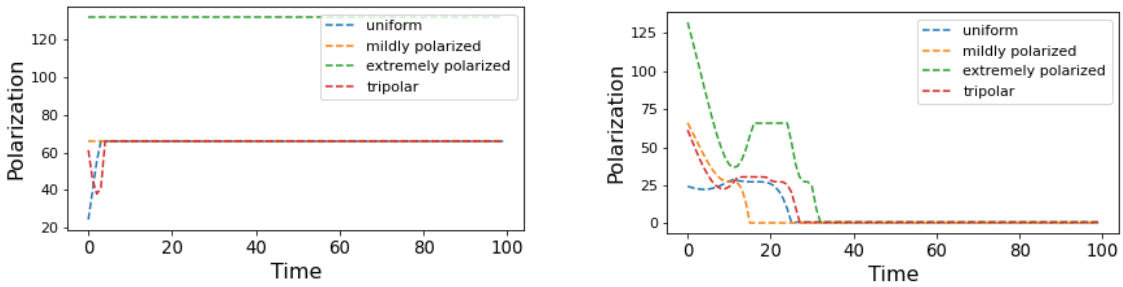 Polarization
120
100
80
60
40
20
0
20
40
60
80
100
Time
uniform
mildly polarized
extremely polarized
tripolar
Polarization
125
100
75
50
25
0
0
20
40
60
80
100
Time
uniform
mildly polarized
extremely polarized
tripolar